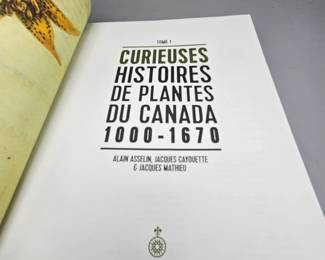 TOME 1
CURIEUSES
HISTOIRES
DE PLANTES
DU CANADA
1000-1670
ALAIN ASSELIN, JACQUES CAYOUETTE
& JACQUES MATHIEU